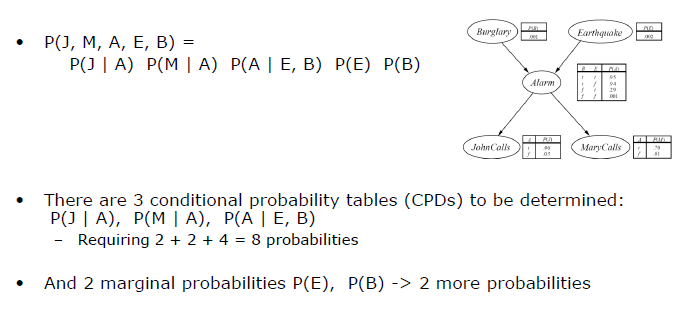 • P(J, M, A, E, B) =
P(J | A) P(M | A) P(A | E, B) P(E) P(B)
Burglary
P(B)
.001
Earthquake
P(E)
.002
Alarm
B E P(A)
t t .95
t f .94
f t .29
f f .001
JohnCalls
A P(J)
t .90
f .05
MaryCalls
A P(M)
t .70
f .01
• There are 3 conditional probability tables (CPDs) to be determined:
P(J | A), P(M | A), P(A | E, B)
– Requiring 2 + 2 + 4 = 8 probabilities
• And 2 marginal probabilities P(E), P(B) -> 2 more probabilities